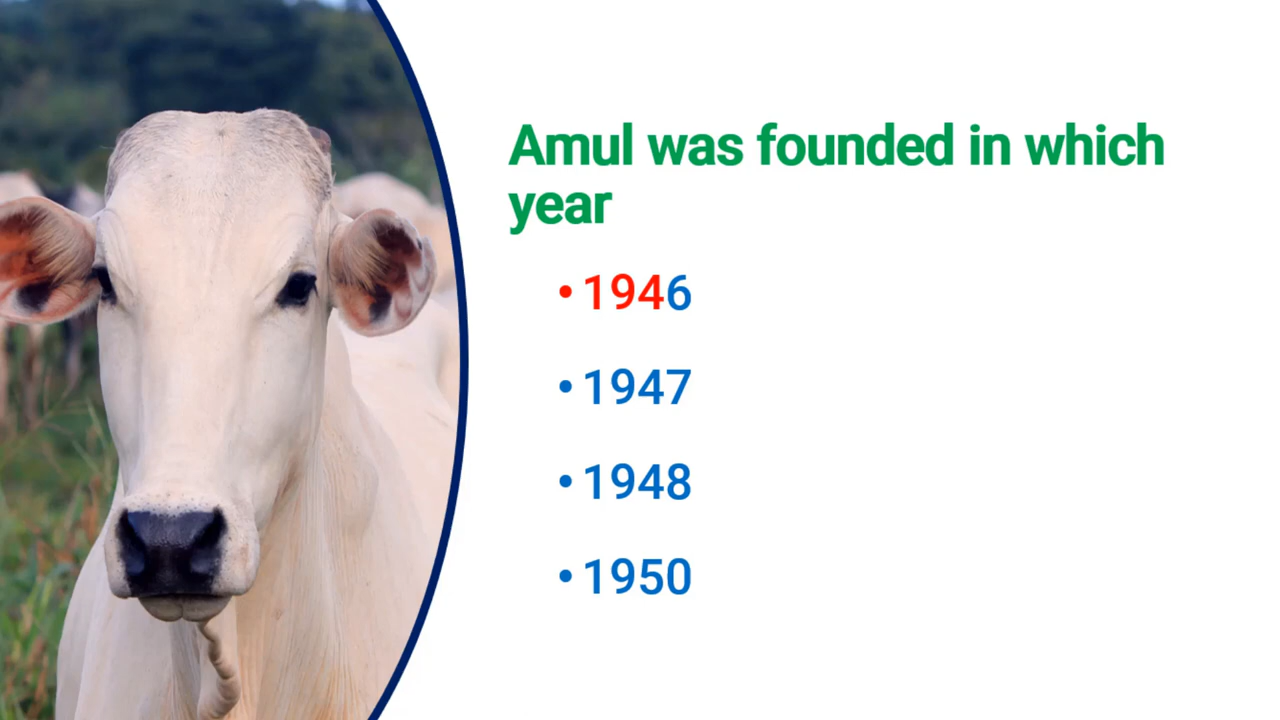 Amul was founded in which
year
• 1946
• 1947
• 1948
• 1950